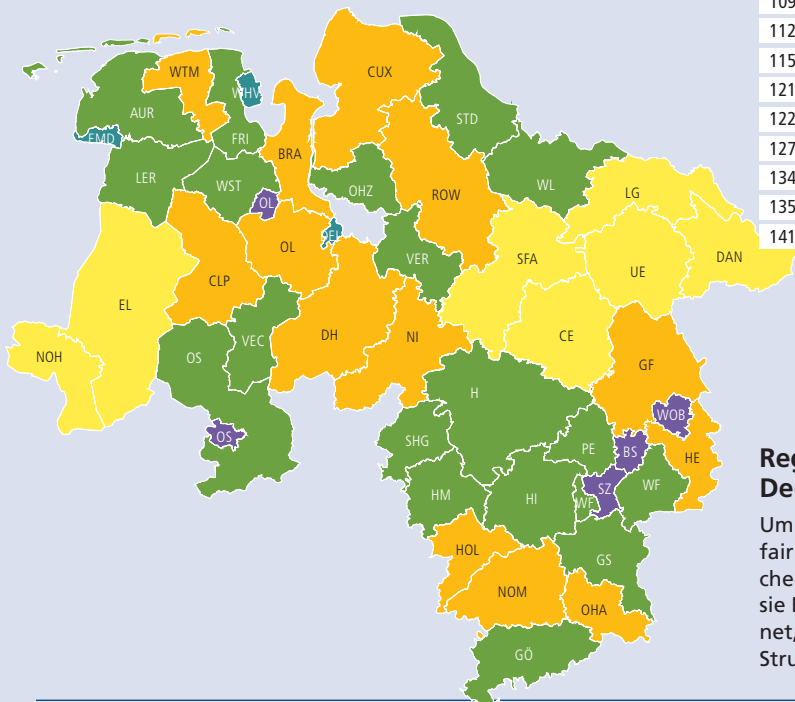 109
112
115
121
122
127
134
135
141
CUX
WTM
WHV
AUR
STD
EMD
FRI
BRA
LER
WST
OHZ
ROW
WL
LG
OL
DEL
OL
VER
SFA
UE
DAN
CLP
EL
DH
NI
CE
NOH
OS
VEC
GF
H
WOB
OS
SHG
PE
BS
HE
HM
HI
SZ
WF
WF
HOL
GS
NOM
OHA
GÖ
Reg
De
Um
fair
che
sie
net,
Stru